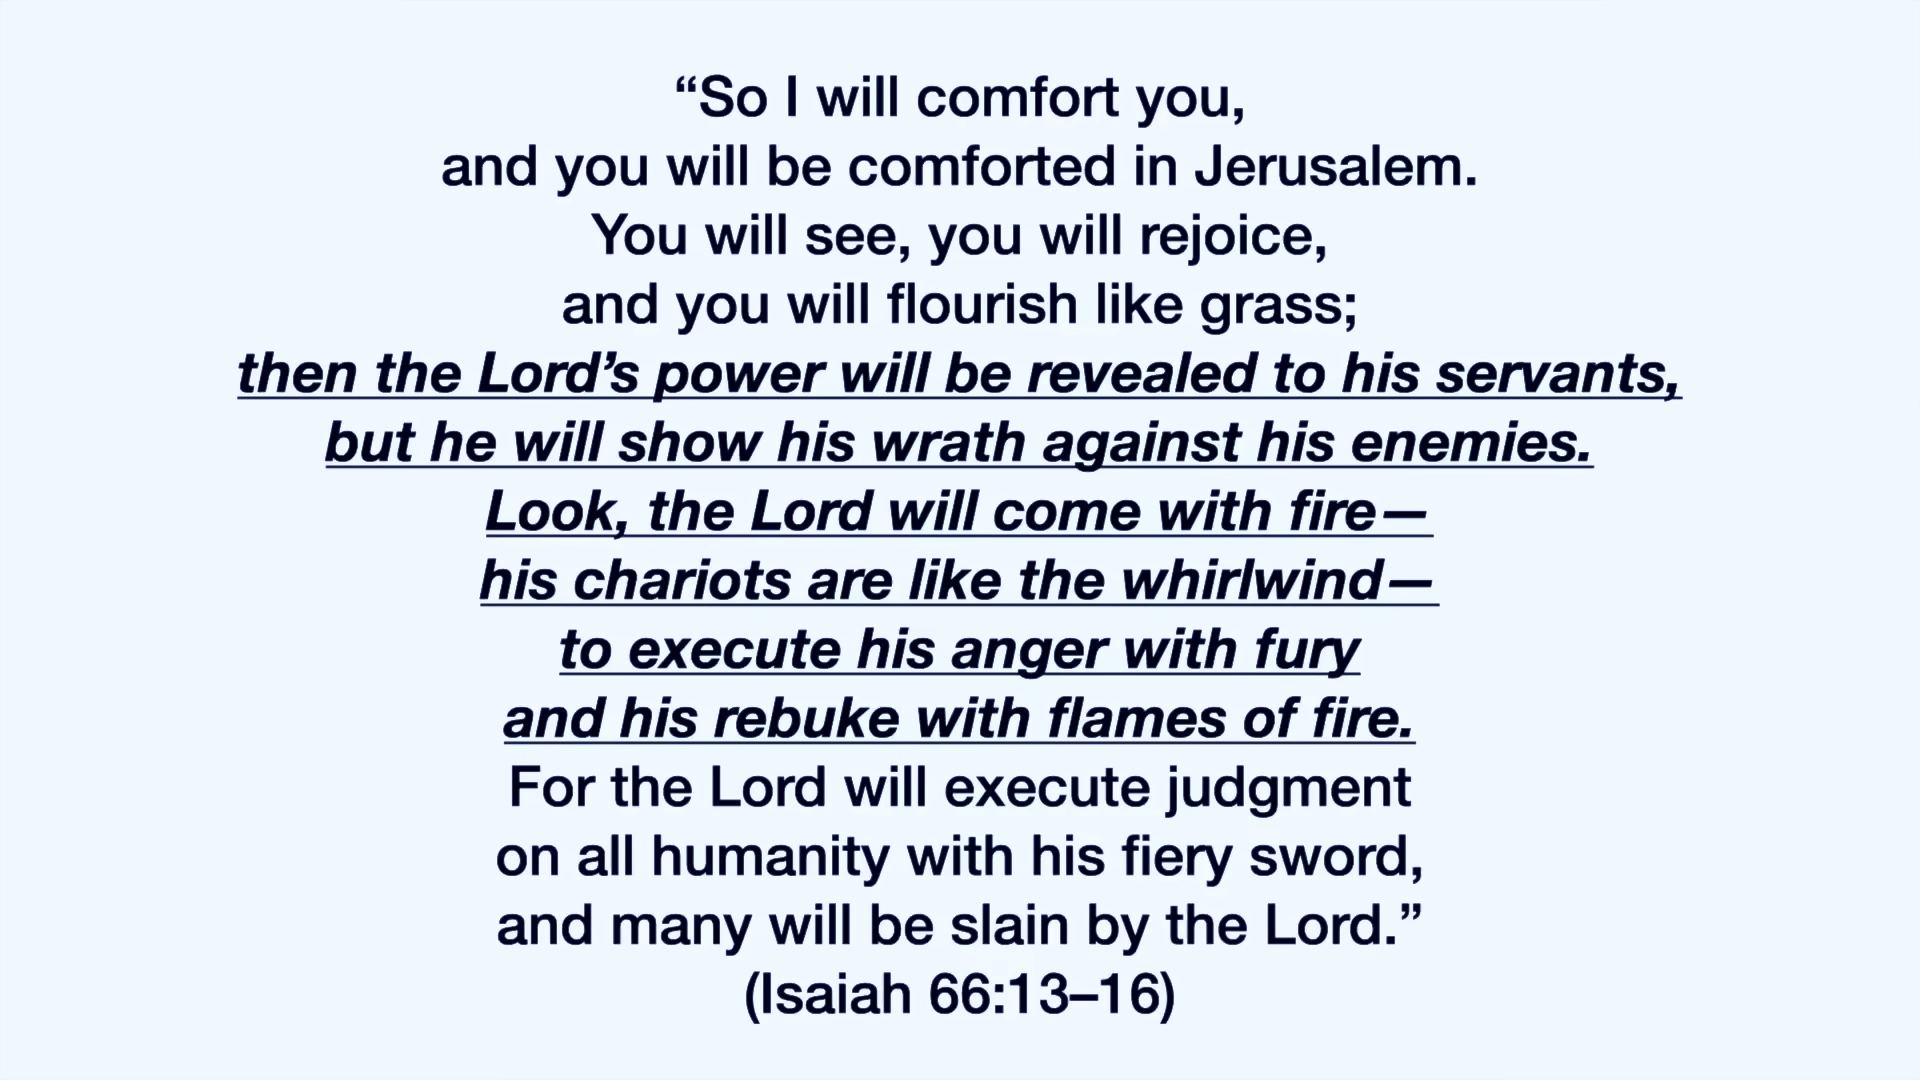 “So I will comfort you,
and you will be comforted in Jerusalem.
You will see, you will rejoice,
and you will flourish like grass;
then the Lord’s power will be revealed to his servants,
but he will show his wrath against his enemies.
Look, the Lord will come with fire—
his chariots are like the whirlwind—
to execute his anger with fury
and his rebuke with flames of fire.
For the Lord will execute judgment
on all humanity with his fiery sword,
and many will be slain by the Lord.”
(Isaiah 66:13–16)